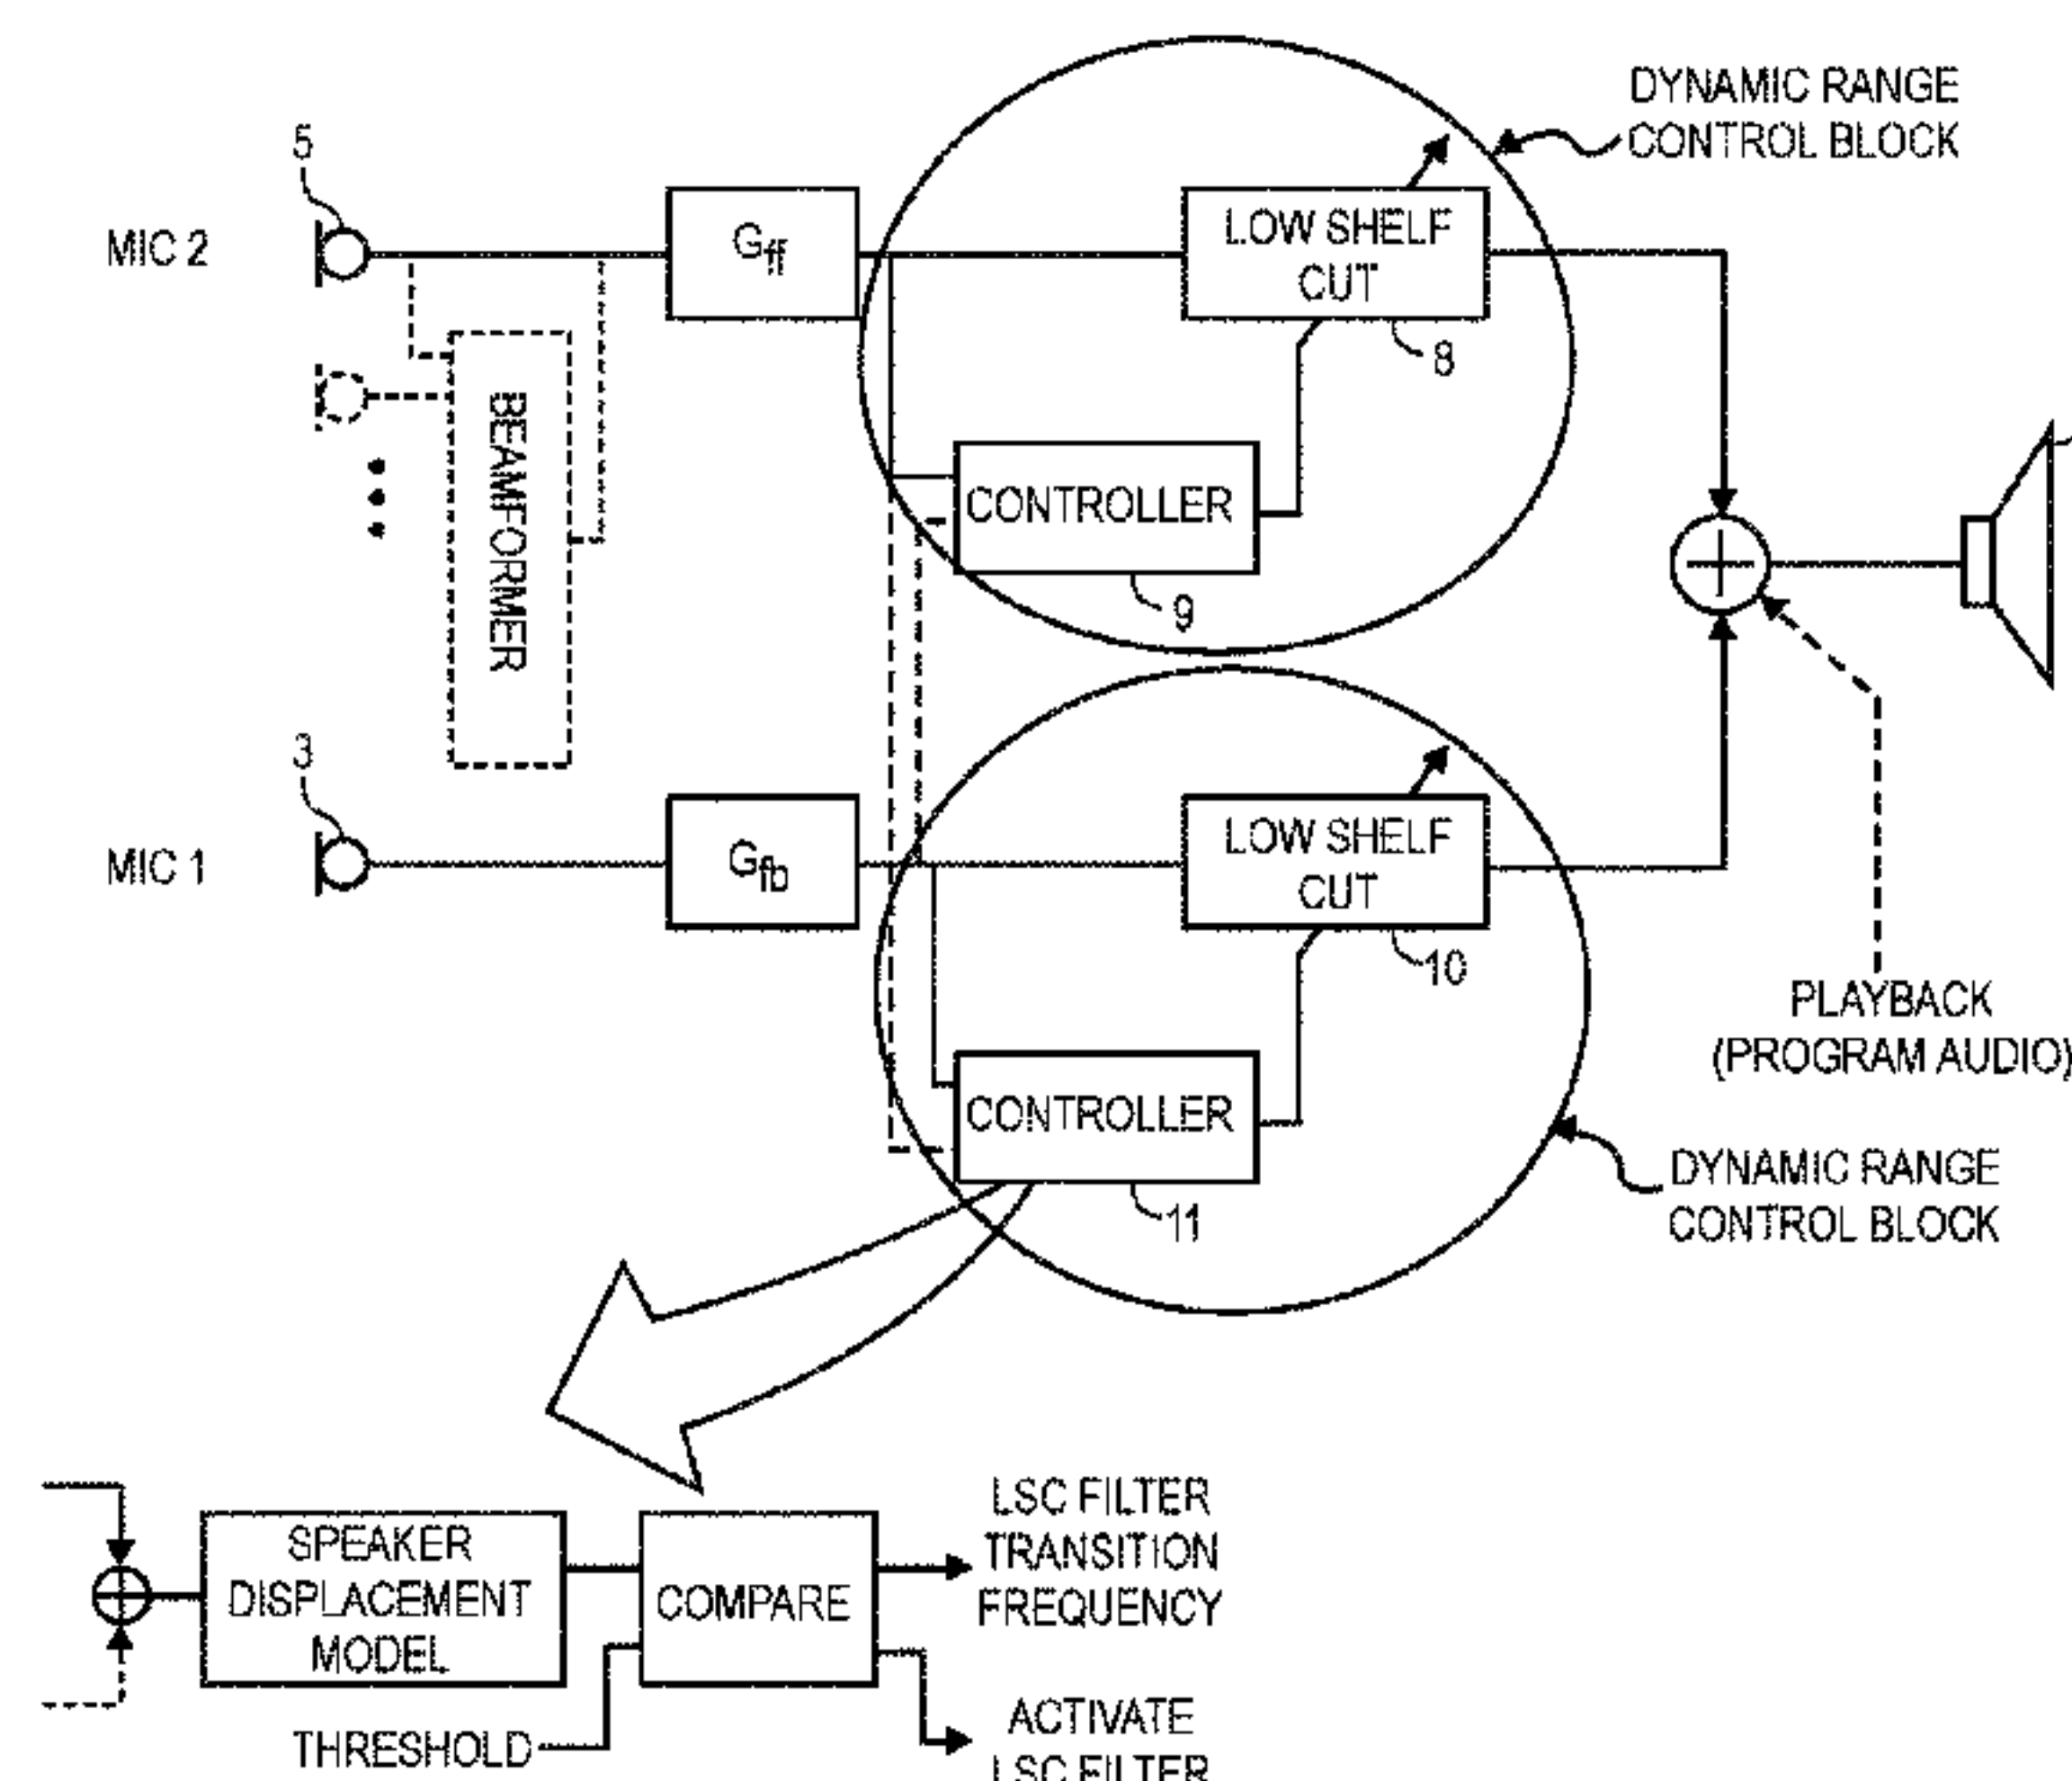 DYNAMIC RANGE
CONTROL BLOCK
5
MIC 2
Gff
LOW SHELF
CUT
8
BEAMFORMER
CONTROLLER
9
3
MIC 1
Gfb
LOW SHELF
CUT
10
PLAYBACK
(PROGRAM AUDIO)
CONTROLLER
11
DYNAMIC RANGE
CONTROL BLOCK
SPEAKER
DISPLACEMENT
MODEL
COMPARE
THRESHOLD
LSC FILTER
TRANSITION
FREQUENCY
ACTIVATE
LSC FILTER